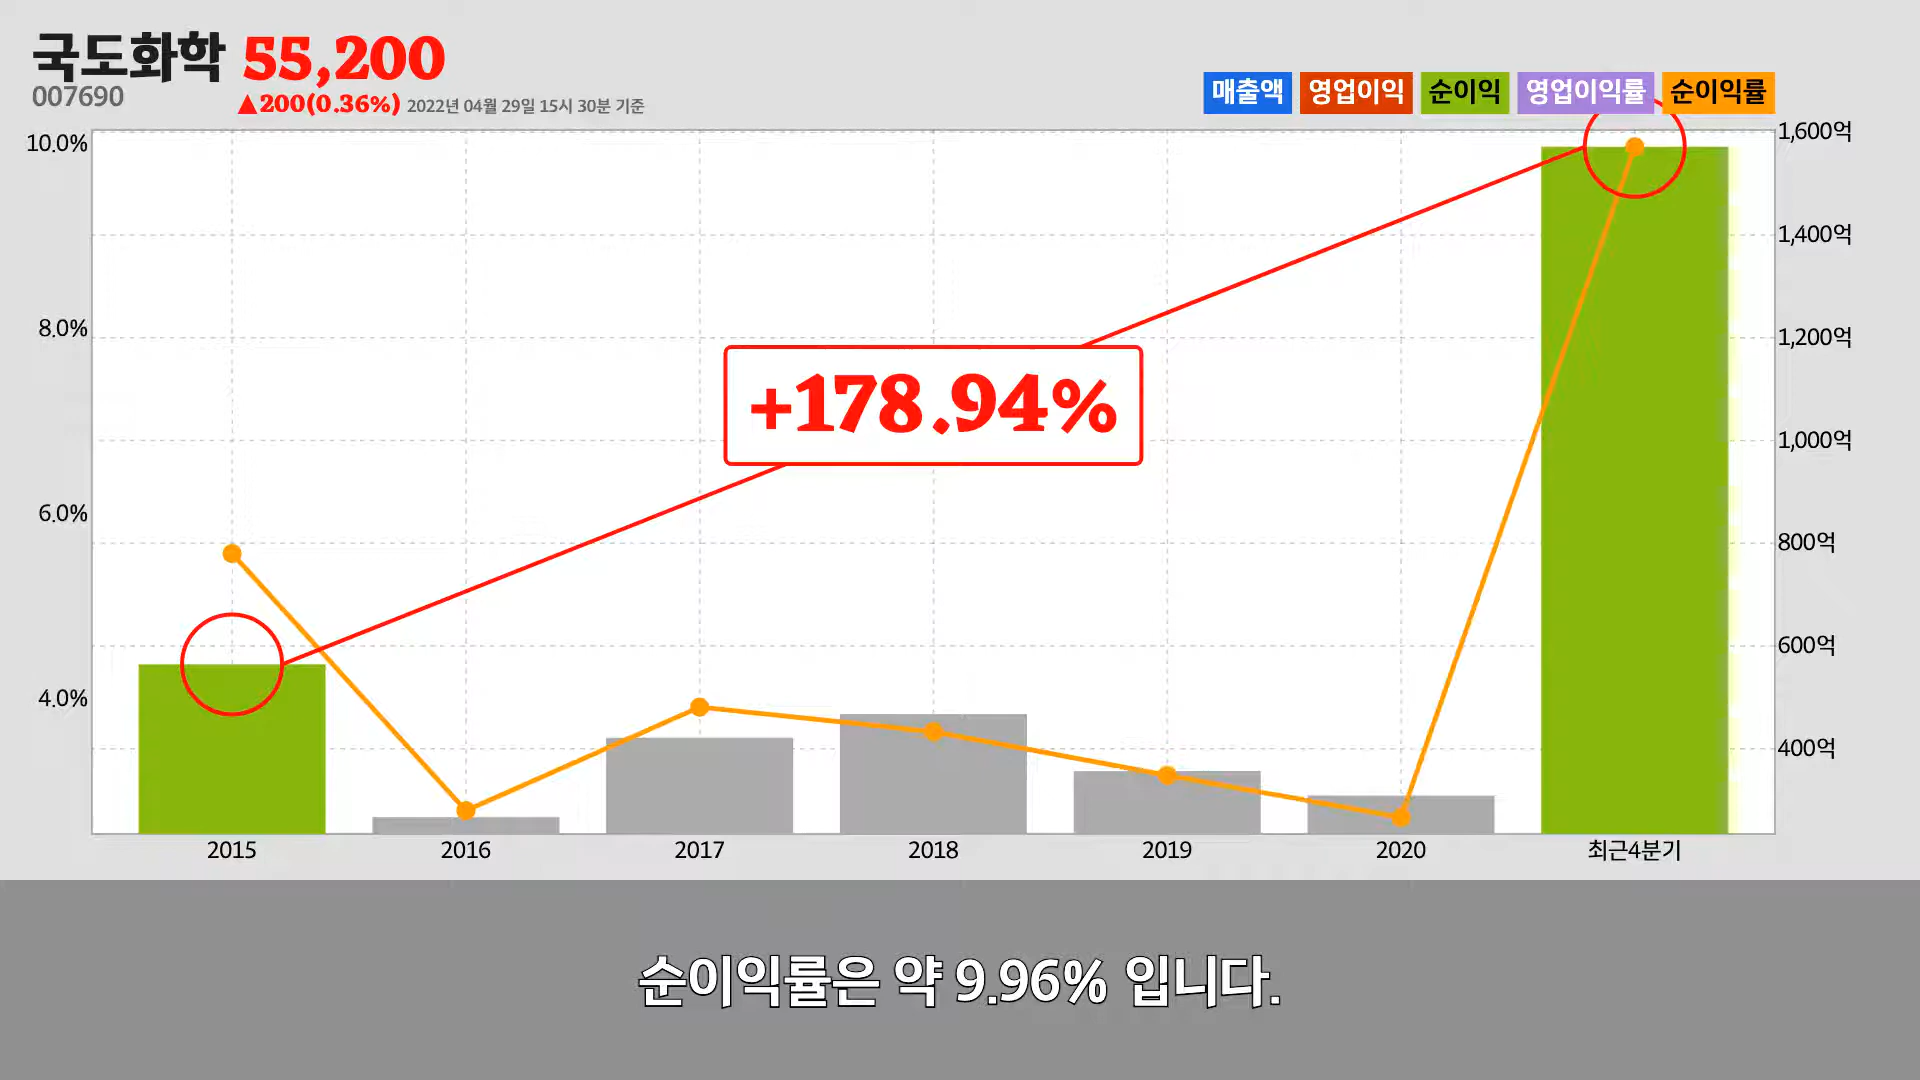 국도화학 55,200
007690
▲200(0.36%) 2022년 04월 29일 15시 30분 기준
매출액 영업이익 순이익 영업이익률 순이익률
10.0%
8.0%
6.0%
4.0%
1,600억
1,400억
1,200억
1,000억
800억
600억
400억
+178.94%
2015 2016 2017 2018 2019 2020 최근4분기
순이익률은 약 9.96% 입니다.